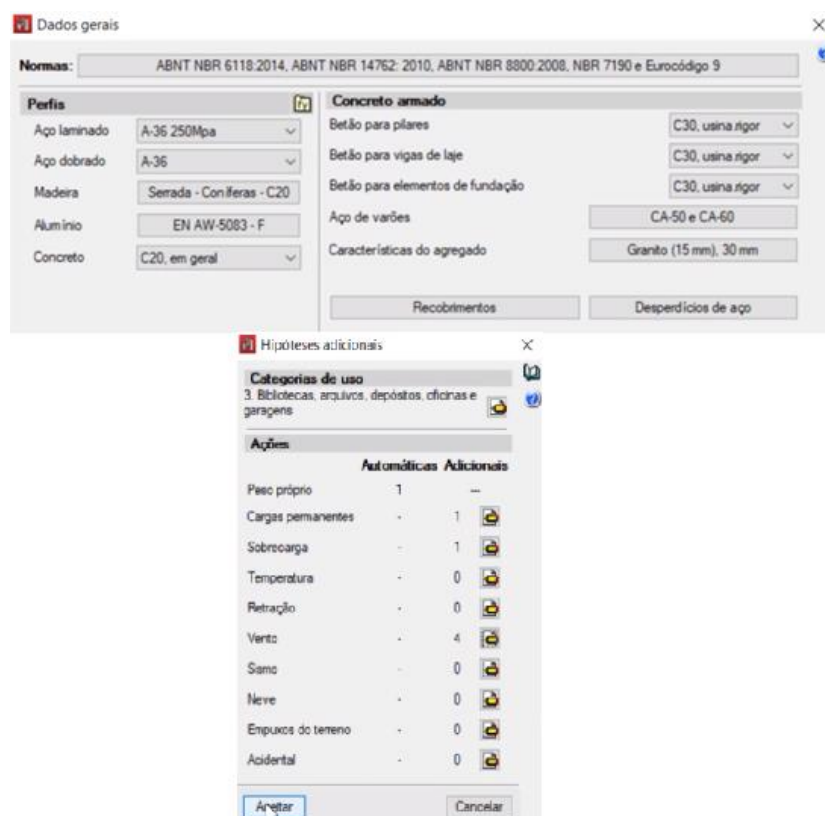 Dados gerais
Normas: ABNT NBR 6118:2014, ABNT NBR 14762: 2010, ABNT NBR 8800:2008, NBR 7190 e Eurocódigo 9
Perfis
Aço laminado A-36 250Mpa
Aço dobrado A-36
Madeira Serrada - Coníferas - C20
Alumínio EN AW-5083 - F
Concreto C20, em geral
Concreto armado
Betão para pilares C30, usina rigor
Betão para vigas de laje C30, usina rigor
Betão para elementos de fundação C30, usina rigor
Aço de varões CA-50 e CA-60
Características do agregado Granito (15 mm), 30 mm
Recobrimentos Desperdícios de aço
Hipóteses adicionais
Categorias de uso
3. Bibliotecas, arquivos, depóstos, oficinas e
garagens
Ações
Automáticas Adicionais
Peso próprio 1 --
Cargas permanentes - 1
Sobrecarga - 1
Temperatura - 0
Retração - 0
Vento - 4
Sismo - 0
Neve - 0
Empuxos do terreno - 0
Acidental - 0
Aceitar Cancelar